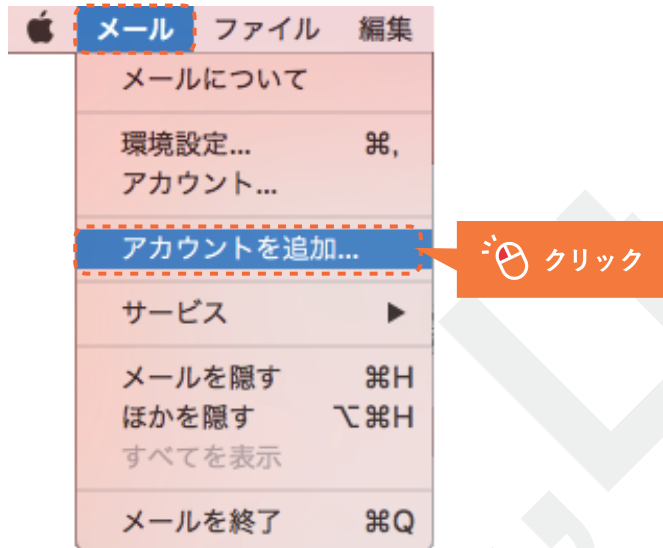 メール ファイル 編集
メールについて
環境設定... ⌘,
アカウント...
アカウントを追加...
クリック
サービス ▶
メールを隠す ⌘H
ほかを隠す ⌥⌘H
すべてを表示
メールを終了 ⌘Q